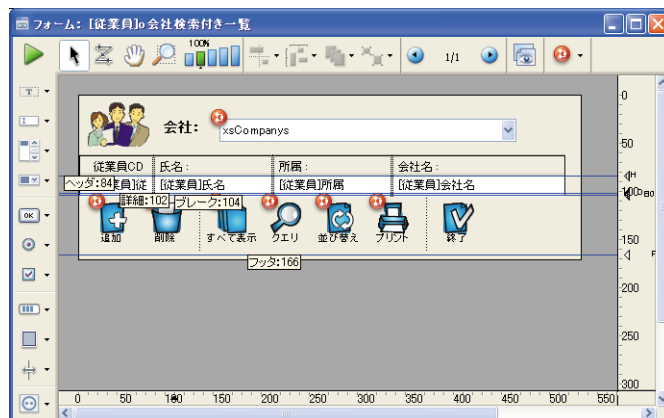 フォーム: [従業員]o会社検索付き一覧
100%
1/1
会社:
xsCompanys
従業員CD 氏名: 所属: 会社名:
[従業員]氏名 [従業員]所属 [従業員]会社名
ヘッダ:84
詳細:102 ブレーク:104
追加 削除 すべて表示 クエリ 並び替え プリント 終了
フッタ:166
OK
0
50
H
100
150
F
200
250
300
0 50 100 150 200 250 300 350 400 450 500 550